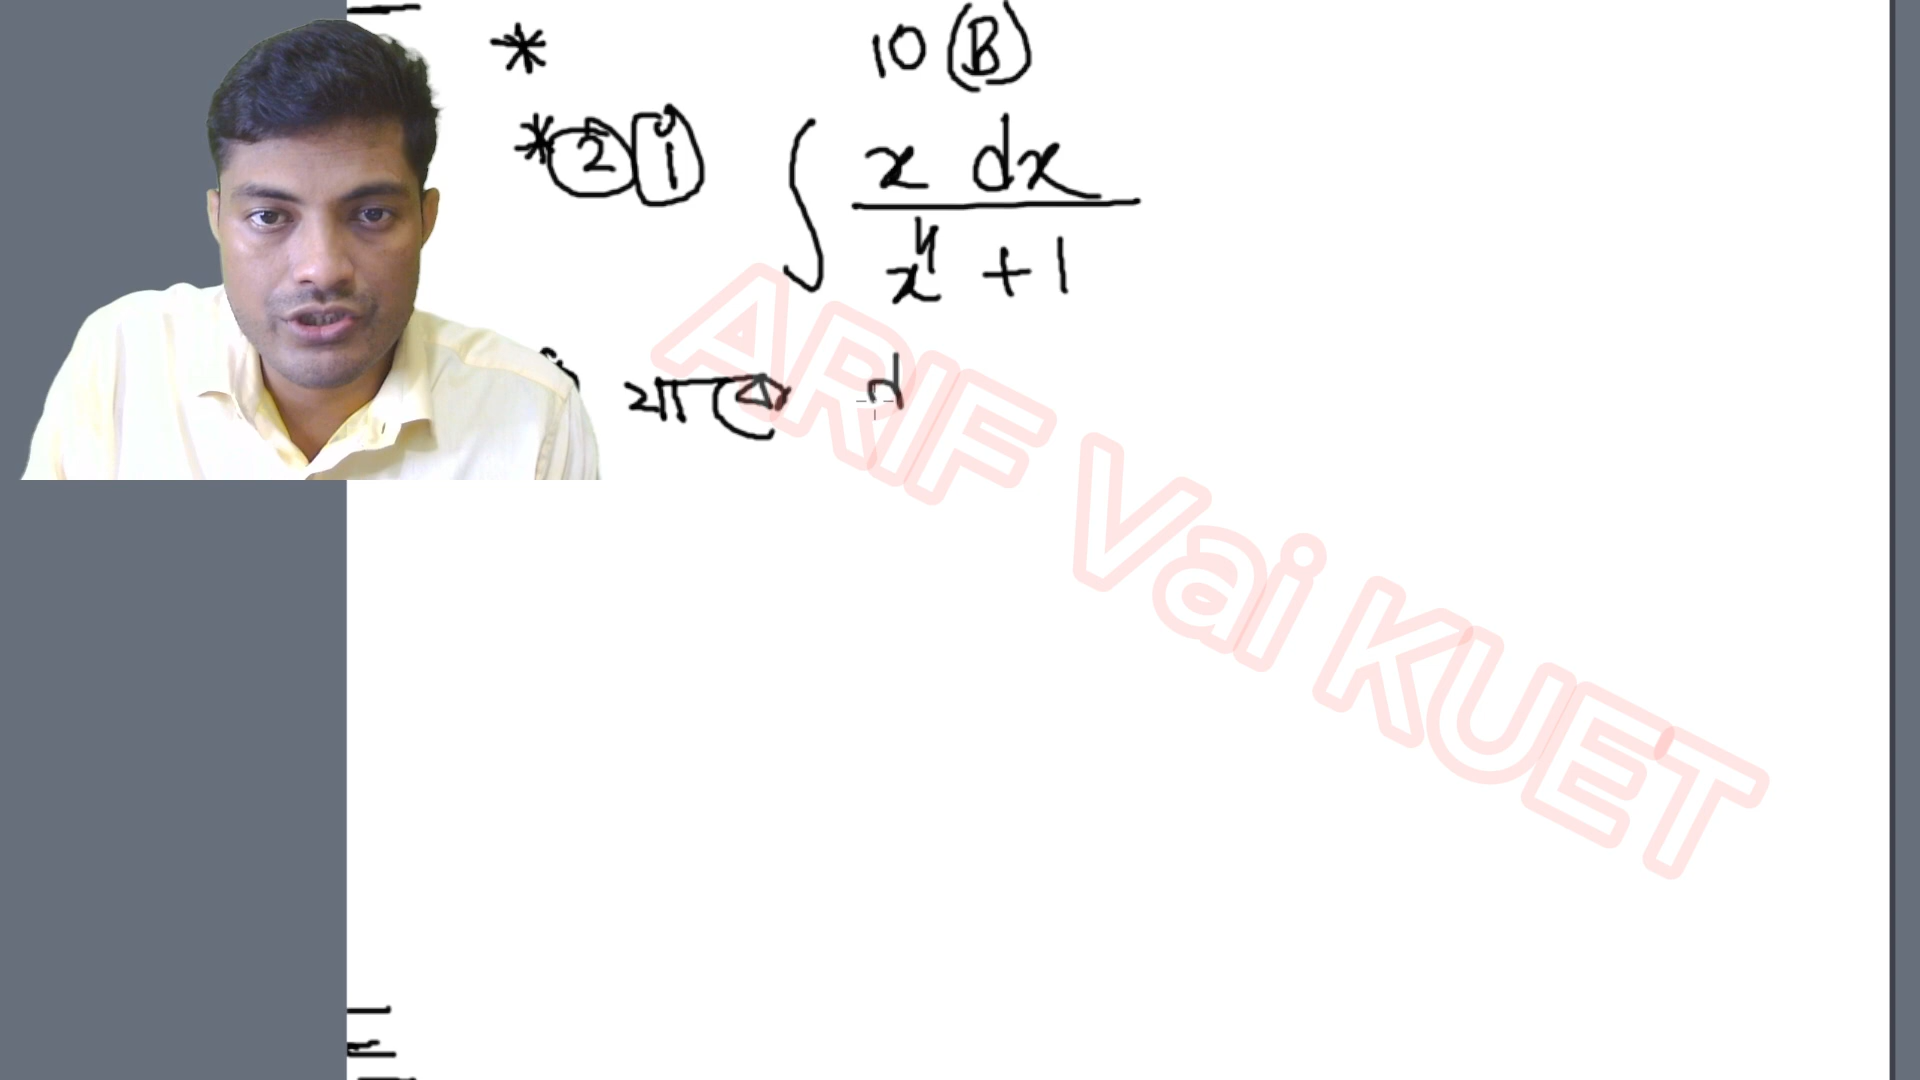 * 10 (B)
* 2 i ∫ x dx / x⁴ + 1
d
ARIF Vai KUET